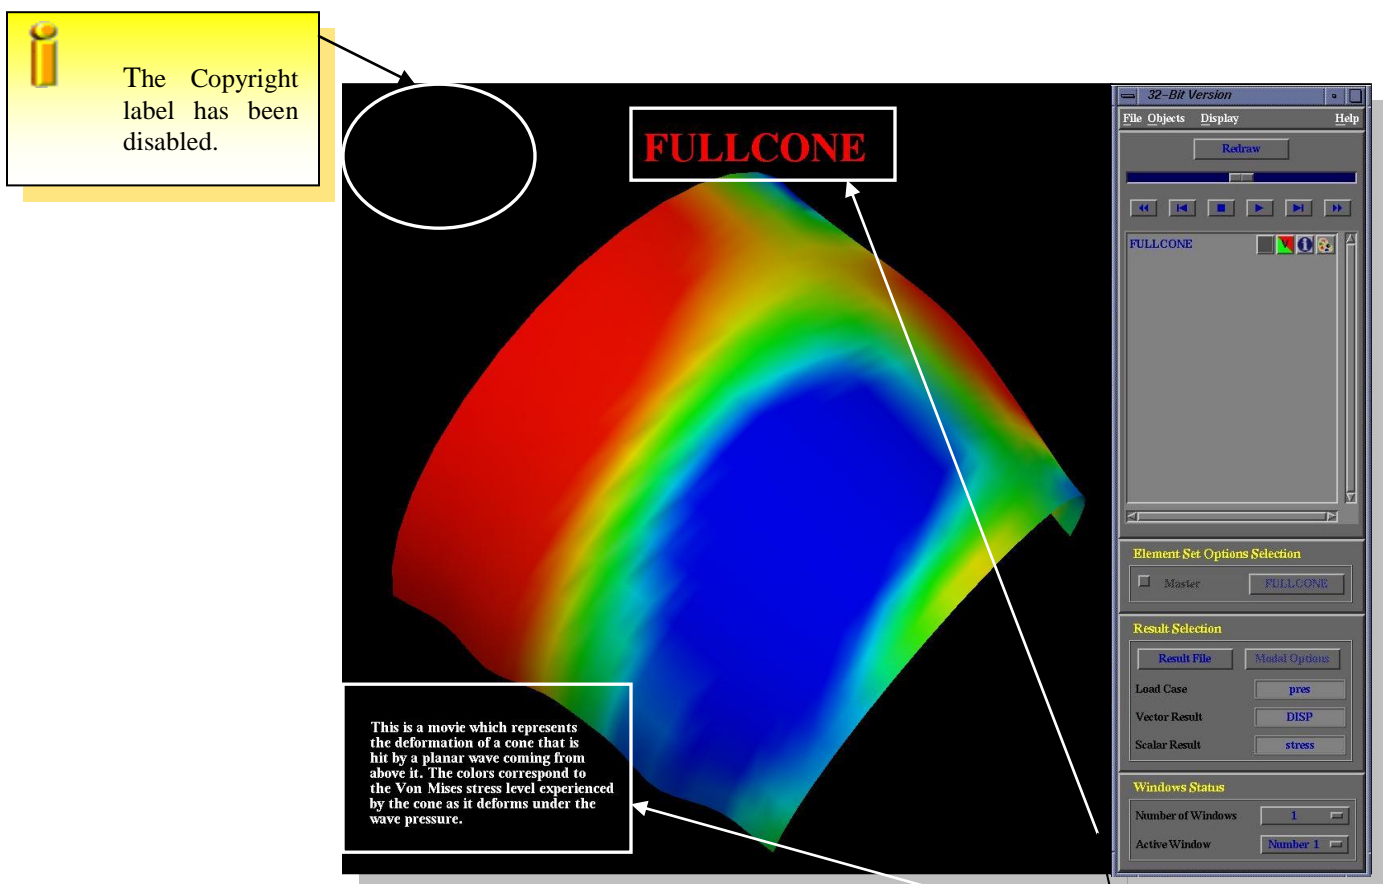 The Copyright
label has been
disabled.
FULLCONE
This is a movie which represents
the deformation of a cone that is
hit by a planar wave coming from
above it. The colors correspond to
the Von Mises stress level experienced
by the cone as it deforms under the
wave pressure.
32-Bit Version
File Objects Display Help
Redraw
FULLCONE
Element Set Options Selection
Master FULLCONE
Result Selection
Result File Modal Options
Load Case pres
Vector Result DISP
Scalar Result stress
Windows Status
Number of Windows 1
Active Window Number 1